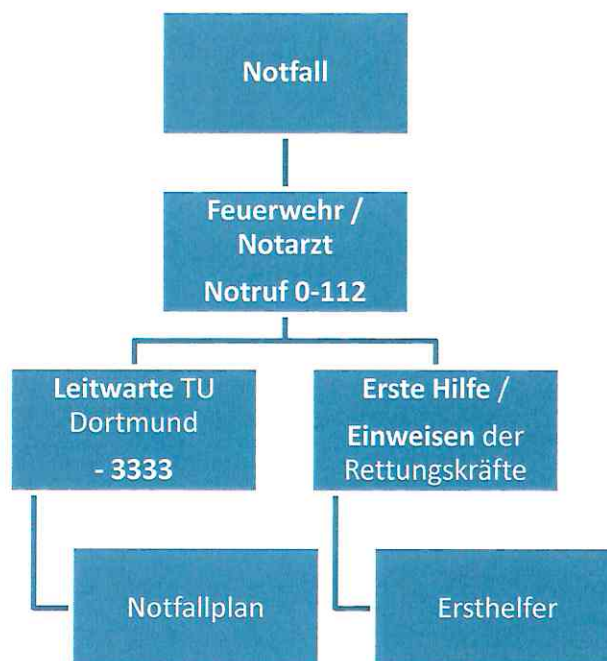 Notfall
Feuerwehr /
Notarzt
Notruf 0-112
Leitwarte TU
Dortmund
- 3333
Erste Hilfe /
Einweisen der
Rettungskräfte
Notfallplan
Ersthelfer